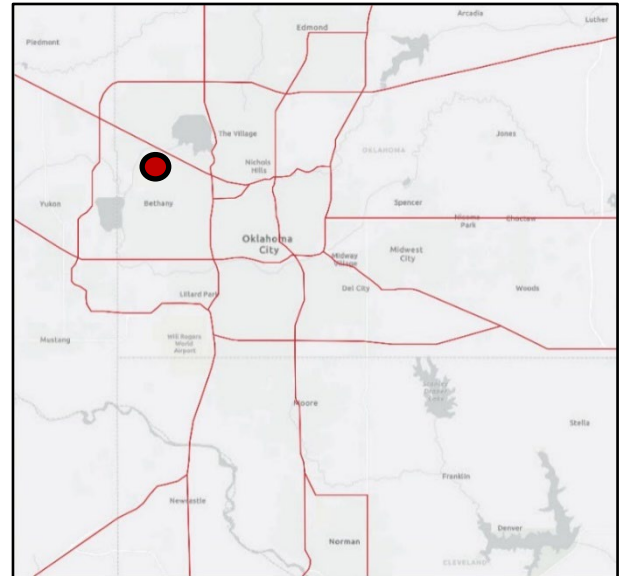 Arcadia
Luther
Edmond
Piedmont
The Village
Jones
OKLAHOMA
Nichols
Hills
Yukon
Bethany
Spencer
Nicoma
Park
Choctaw
Oklahoma
City
Midway
Village
Midwest
City
Del City
Woods
Lillard Park
Mustang
Will Rogers
World
Airport
Moore
Stella
Franklin
Newcastle
Denver
Norman
CLEVELAND